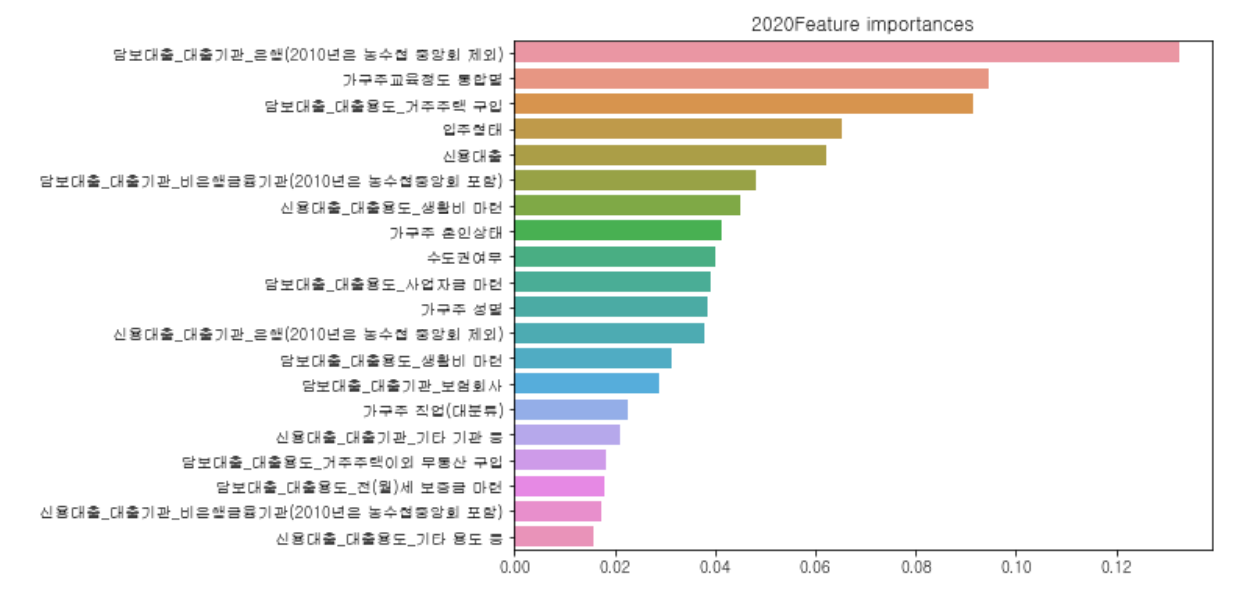 2020Feature importances
담보대출_대출기관_은행(2010년은 농수협 중앙회 제외)
가구주교육정도 통합별
담보대출_대출용도_거주주택 구입
입주형태
신용대출
담보대출_대출기관_비은행금융기관(2010년은 농수협중앙회 포함)
신용대출_대출용도_생활비 마련
가구주 혼인상태
수도권여부
담보대출_대출용도_사업자금 마련
가구주 성별
신용대출_대출기관_은행(2010년은 농수협 중앙회 제외)
담보대출_대출용도_생활비 마련
담보대출_대출기관_보험회사
가구주 직업(대분류)
신용대출_대출기관_기타 기관 등
담보대출_대출용도_거주주택이외 부동산 구입
담보대출_대출용도_전(월)세 보증금 마련
신용대출_대출기관_비은행금융기관(2010년은 농수협중앙회 포함)
신용대출_대출용도_기타 용도 등
0.00 0.02 0.04 0.06 0.08 0.10 0.12